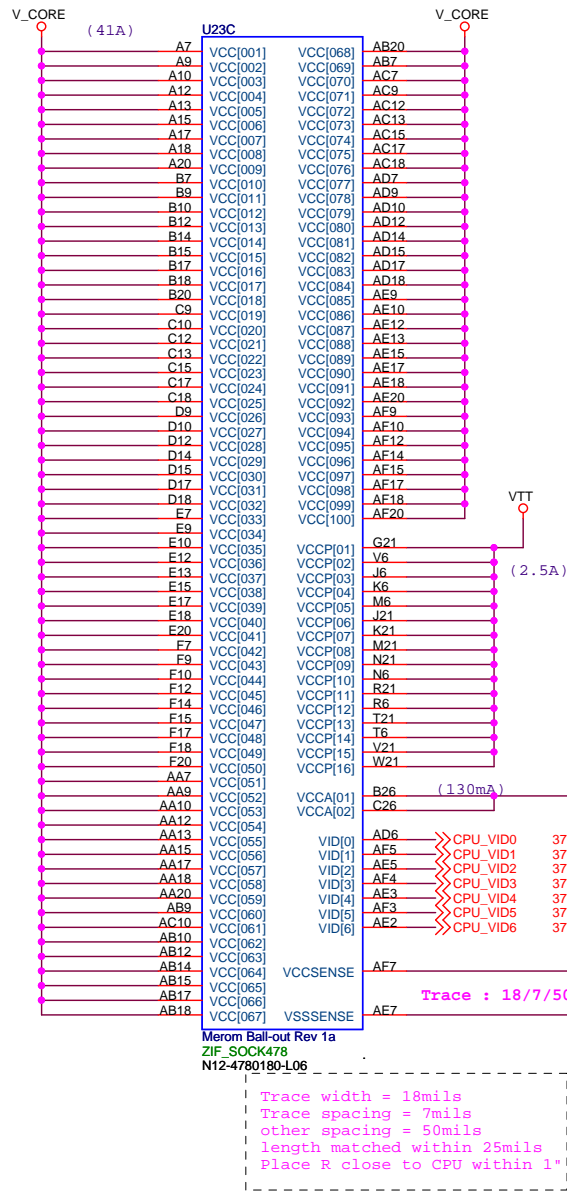 V_CORE V_CORE
(41A) U23C
A7 VCC[001] VCC[068] AB20
A9 VCC[002] VCC[069] AB7
A10 VCC[003] VCC[070] AC7
A12 VCC[004] VCC[071] AC9
A13 VCC[005] VCC[072] AC12
A15 VCC[006] VCC[073] AC13
A17 VCC[007] VCC[074] AC15
A18 VCC[008] VCC[075] AC17
A20 VCC[009] VCC[076] AC18
B7 VCC[010] VCC[077] AD7
B9 VCC[011] VCC[078] AD9
B10 VCC[012] VCC[079] AD10
B12 VCC[013] VCC[080] AD12
B14 VCC[014] VCC[081] AD14
B15 VCC[015] VCC[082] AD15
B17 VCC[016] VCC[083] AD17
B18 VCC[017] VCC[084] AD18
B20 VCC[018] VCC[085] AE9
C9 VCC[019] VCC[086] AE10
C10 VCC[020] VCC[087] AE12
C12 VCC[021] VCC[088] AE13
C13 VCC[022] VCC[089] AE15
C15 VCC[023] VCC[090] AE17
C17 VCC[024] VCC[091] AE18
C18 VCC[025] VCC[092] AE20
D9 VCC[026] VCC[093] AF9
D10 VCC[027] VCC[094] AF10
D12 VCC[028] VCC[095] AF12
D14 VCC[029] VCC[096] AF14
D15 VCC[030] VCC[097] AF15
D17 VCC[031] VCC[098] AF17
D18 VCC[032] VCC[099] AF18
E7 VCC[033] VCC[100] AF20
VTT
E9 VCC[034]
E10 VCC[035] VCCP[01] G21
E12 VCC[036] VCCP[02] V6
E13 VCC[037] VCCP[03] J6 (2.5A)
E15 VCC[038] VCCP[04] K6
E17 VCC[039] VCCP[05] M6
E18 VCC[040] VCCP[06] J21
E20 VCC[041] VCCP[07] K21
F7 VCC[042] VCCP[08] M21
F9 VCC[043] VCCP[09] N21
F10 VCC[044] VCCP[10] N6
F12 VCC[045] VCCP[11] R21
F14 VCC[046] VCCP[12] R6
F15 VCC[047] VCCP[13] T21
F17 VCC[048] VCCP[14] T6
F18 VCC[049] VCCP[15] V21
F20 VCC[050] VCCP[16] W21
AA7 VCC[051]
AA9 VCC[052] VCCA[01] B26 (130mA)
AA10 VCC[053] VCCA[02] C26
AA12 VCC[054]
AA13 VCC[055] VID[0] AD6 CPU_VID0 37
AA15 VCC[056] VID[1] AF5 CPU_VID1 37
AA17 VCC[057] VID[2] AE5 CPU_VID2 37
AA18 VCC[058] VID[3] AF4 CPU_VID3 37
AA20 VCC[059] VID[4] AE3 CPU_VID4 37
AB9 VCC[060] VID[5] AF3 CPU_VID5 37
AC10 VCC[061] VID[6] AE2 CPU_VID6 37
AB10 VCC[062]
AB12 VCC[063]
AB14 VCC[064] VCCSENSE AF7
AB15 VCC[065]
AB17 VCC[066] Trace : 18/7/50
AB18 VCC[067] VSSSENSE AE7
Merom Ball-out Rev 1a
ZIF_SOCK478
N12-4780180-L06
Trace width = 18mils
Trace spacing = 7mils
other spacing = 50mils
length matched within 25mils
Place R close to CPU within 1"